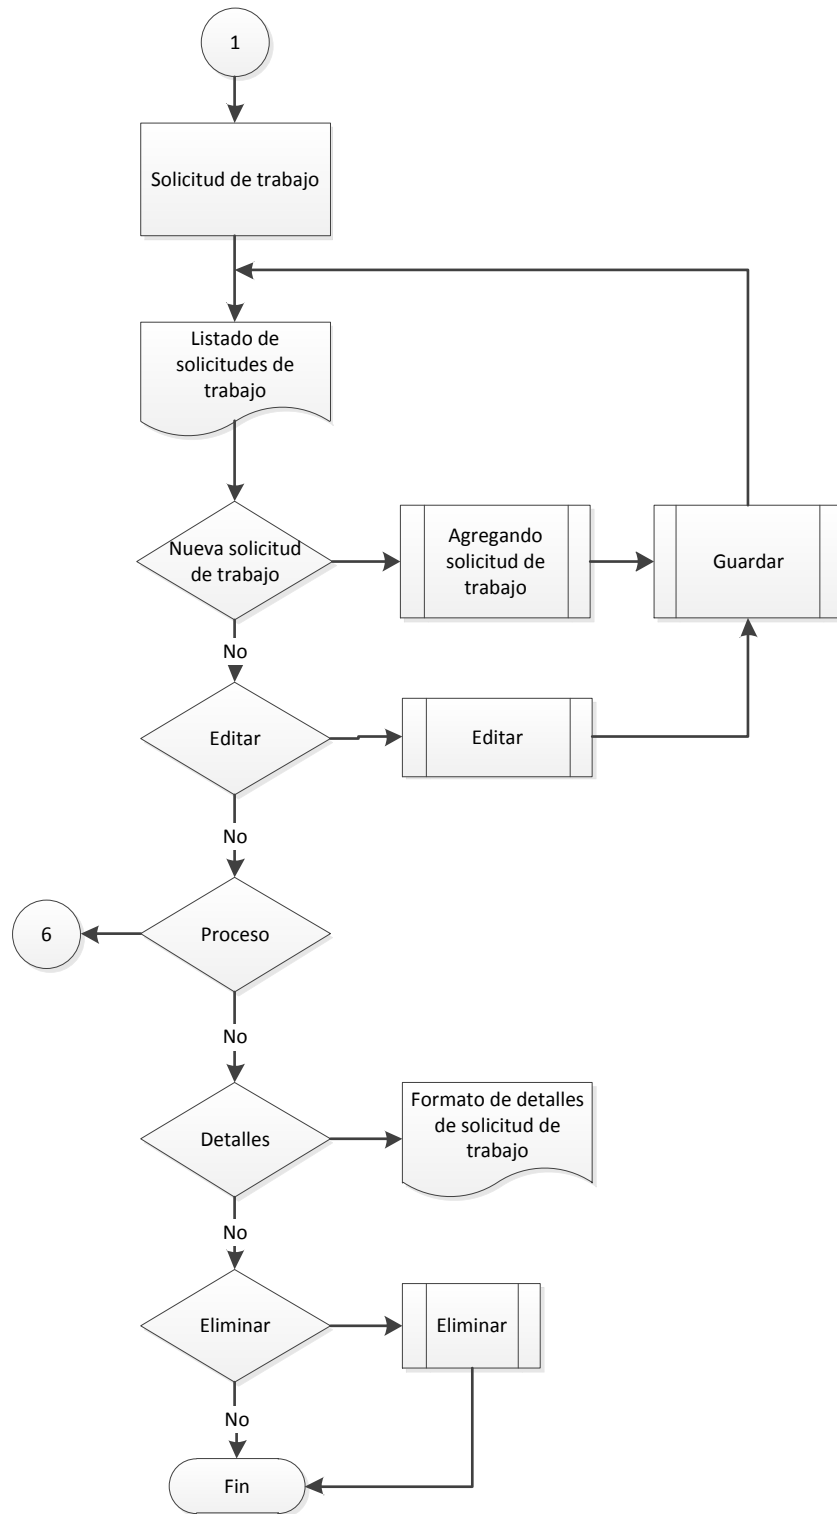 1
Solicitud de trabajo
Listado de
solicitudes de
trabajo
Nueva solicitud
de trabajo
Agregando
solicitud de
trabajo
Guardar
No
Editar
Editar
No
Proceso
6
No
Detalles
Formato de detalles
de solicitud de
trabajo
No
Eliminar
Eliminar
No
Fin